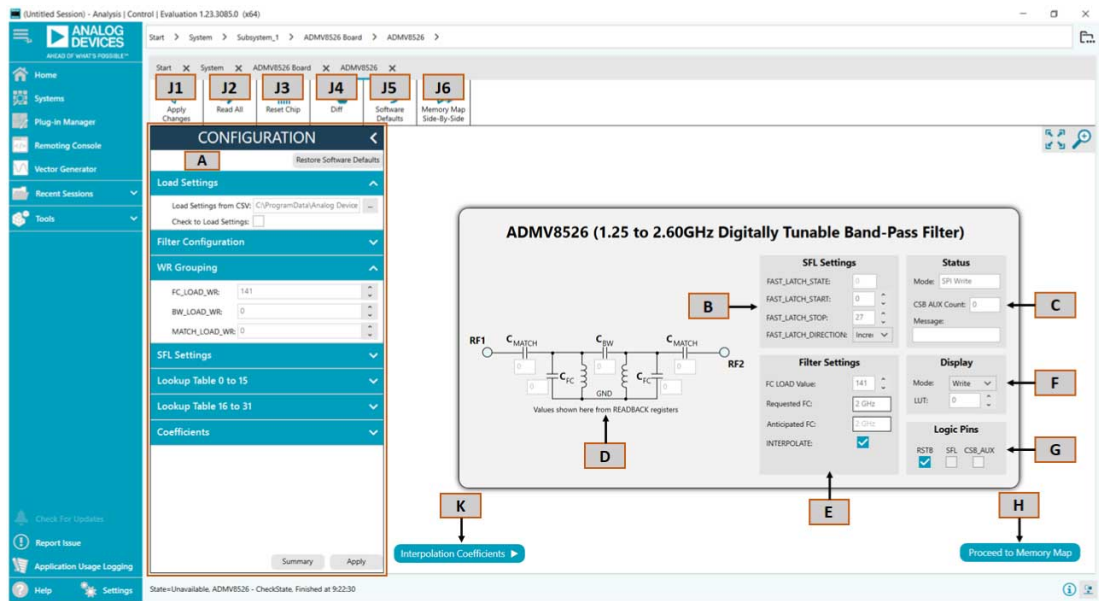 (Untitled Session) - Analysis | Control | Evaluation 1.23.3085.0 (x64)
ANALOG
DEVICES
AHEAD OF WHAT'S POSSIBLE™
Start > System > Subsystem_1 > ADMV8526 Board > ADMV8526 >
Start X System X ADMV8526 Board X ADMV8526 X
J1 J2 J3 J4 J5 J6
Apply Changes
Read All
Reset Chip
Diff
Software Defaults
Memory Map Side-By-Side
Home
Systems
Plug-in Manager
Remoting Console
Vector Generator
Recent Sessions
Tools
Check For Updates
Report Issue
Application Usage Logging
Help
Settings
CONFIGURATION
A
Restore Software Defaults
Load Settings
Load Settings from CSV: C:\ProgramData\Analog Device ...
Check to Load Settings:
Filter Configuration
WR Grouping
FC_LOAD_WR: 141
BW_LOAD_WR: 0
MATCH_LOAD_WR: 0
SFL Settings
Lookup Table 0 to 15
Lookup Table 16 to 31
Coefficients
Summary
Apply
ADMV8526 (1.25 to 2.60GHz Digitally Tunable Band-Pass Filter)
RF1
CMATCH
CBW
CMATCH
RF2
0
0
0
0
0
CFC
CFC
GND
Values shown here from READBACK registers
D
B
SFL Settings
FAST_LATCH_STATE: 0
FAST_LATCH_START: 0
FAST_LATCH_STOP: 27
FAST_LATCH_DIRECTION: Incre
Status
Mode: SPI Write
CSB AUX Count: 0
Message:
C
Filter Settings
FC LOAD Value: 141
Requested FC: 2 GHz
Anticipated FC: 2 GHz
INTERPOLATE:
E
Display
Mode: Write
LUT: 0
F
Logic Pins
RSTB SFL CSB_AUX
G
K
Interpolation Coefficients
H
Proceed to Memory Map
State=Unavailable, ADMV8526 - CheckState, Finished at 9:22:30